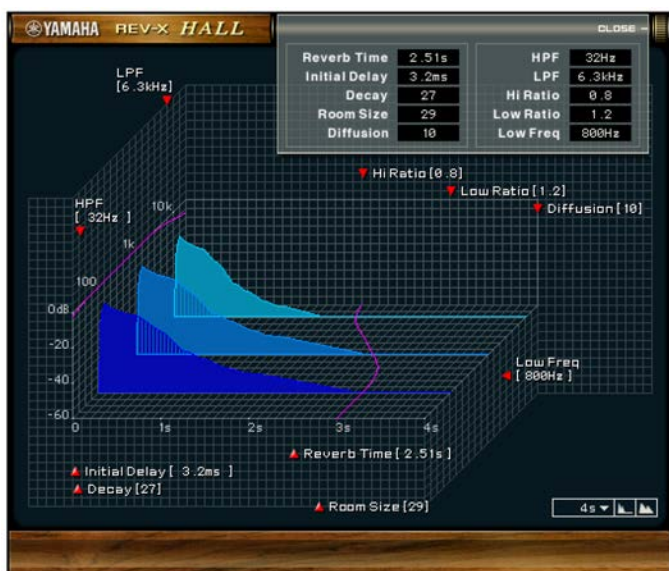 YAMAHA REV-X HALL
CLOSE -
Reverb Time 2.51s HPF 32Hz
Initial Delay 3.2ms LPF 6.3kHz
Decay 27 Hi Ratio 0.8
Room Size 29 Low Ratio 1.2
Diffusion 10 Low Freq 800Hz
LPF
[6.3kHz]
Hi Ratio[0.8]
Low Ratio[1.2]
Diffusion[10]
HPF
[ 32Hz ]
10k
1k
100
0dB
-20
-40
-60
0 1s 2s 3s 4s
Low Freq
[ 800Hz ]
Reverb Time[ 2.51s ]
Initial Delay[ 3.2ms ]
Decay[27]
Room Size[29]
4s